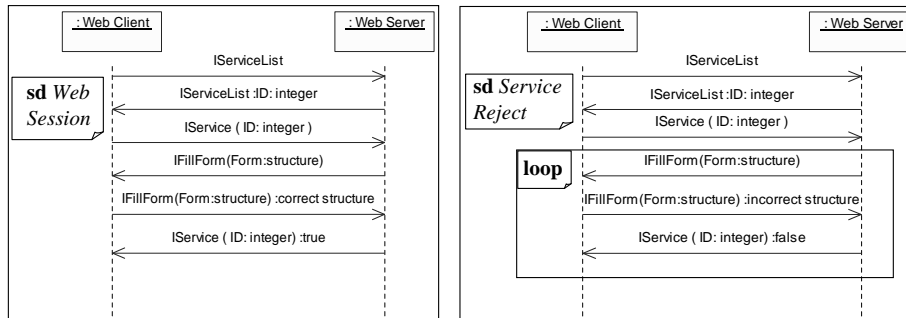 : Web Client
: Web Server
IServiceList
sd Web
Session
IServiceList :ID: integer
IService ( ID: integer )
IFillForm(Form:structure)
IFillForm(Form:structure) :correct structure
IService ( ID: integer) :true
: Web Client
: Web Server
IServiceList
sd Service
Reject
IServiceList :ID: integer
IService ( ID: integer )
loop
IFillForm(Form:structure)
IFillForm(Form:structure) :incorrect structure
IService ( ID: integer) :false